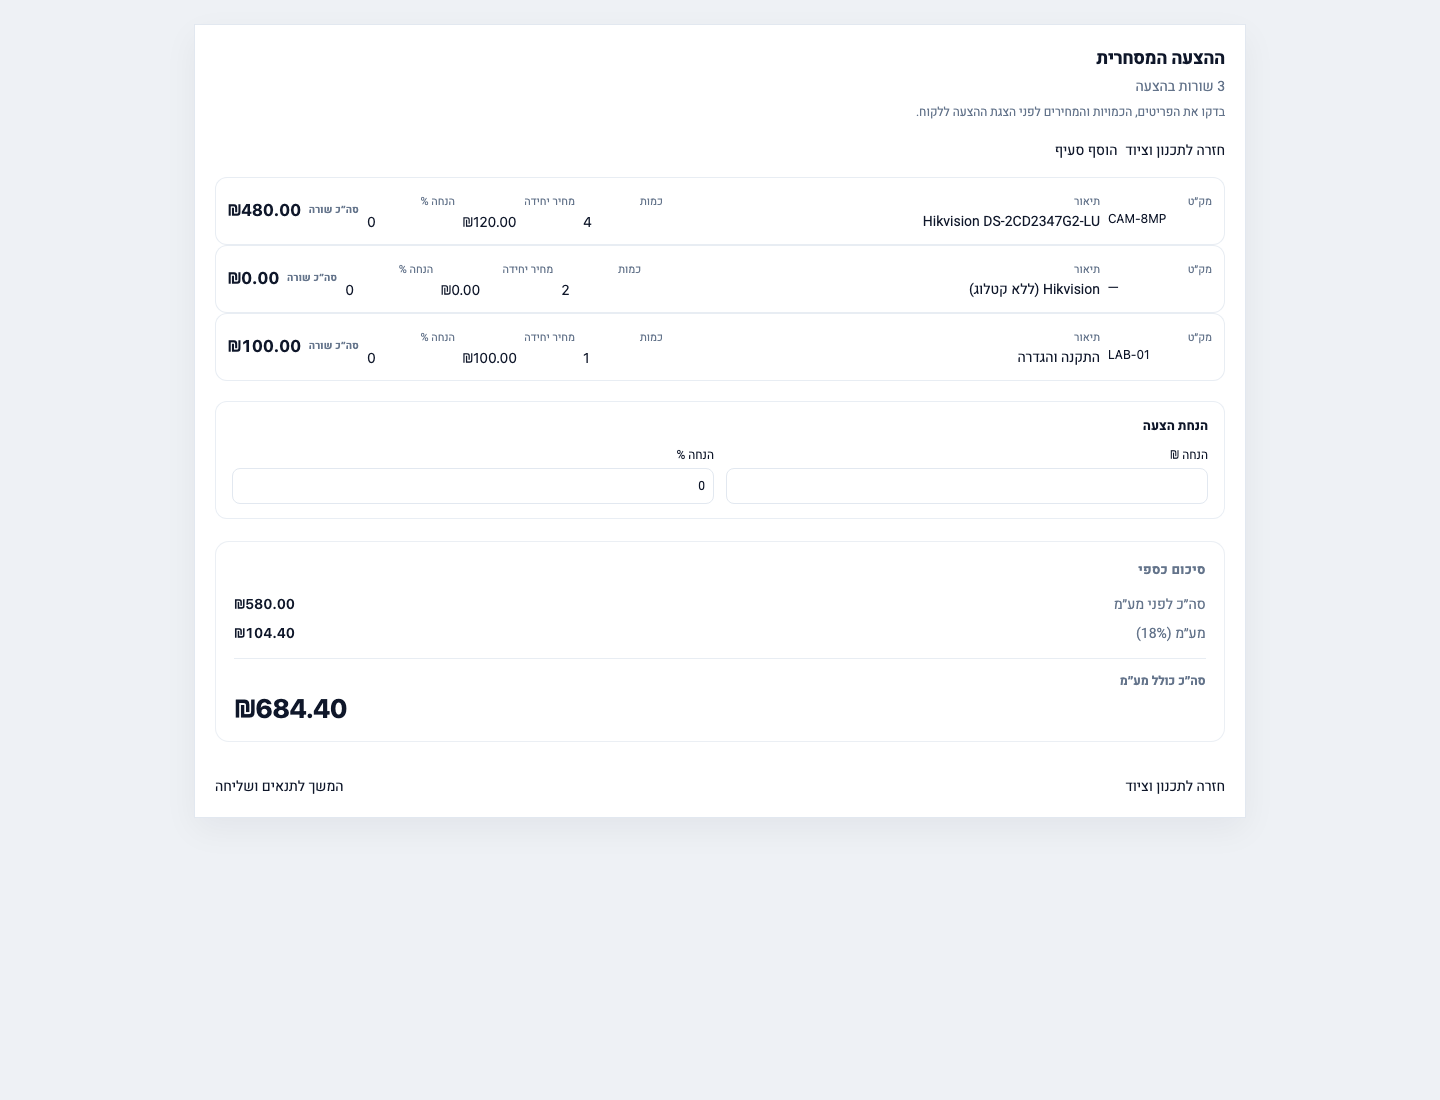 ההצעה המסחרית
3 שורות בהצעה
בדקו את הפריטים, הכמויות והמחירים לפני הצגת ההצעה ללקוח.
חזרה לתכנון וציוד הוסף סעיף
מק״ט תיאור כמות מחיר יחידה הנחה %
CAM-8MP Hikvision DS-2CD2347G2-LU 4 ₪120.00 0 סה״כ שורה ₪480.00
מק״ט תיאור כמות מחיר יחידה הנחה %
— Hikvision (ללא קטלוג) 2 ₪0.00 0 סה״כ שורה ₪0.00
מק״ט תיאור כמות מחיר יחידה הנחה %
LAB-01 התקנה והגדרה 1 ₪100.00 0 סה״כ שורה ₪100.00
הנחת הצעה
הנחה ₪ הנחה %
0
סיכום כספי
סה״כ לפני מע״מ ₪580.00
מע״מ (18%) ₪104.40
סה״כ כולל מע״מ
₪684.40
חזרה לתכנון וציוד המשך לתנאים ושליחה